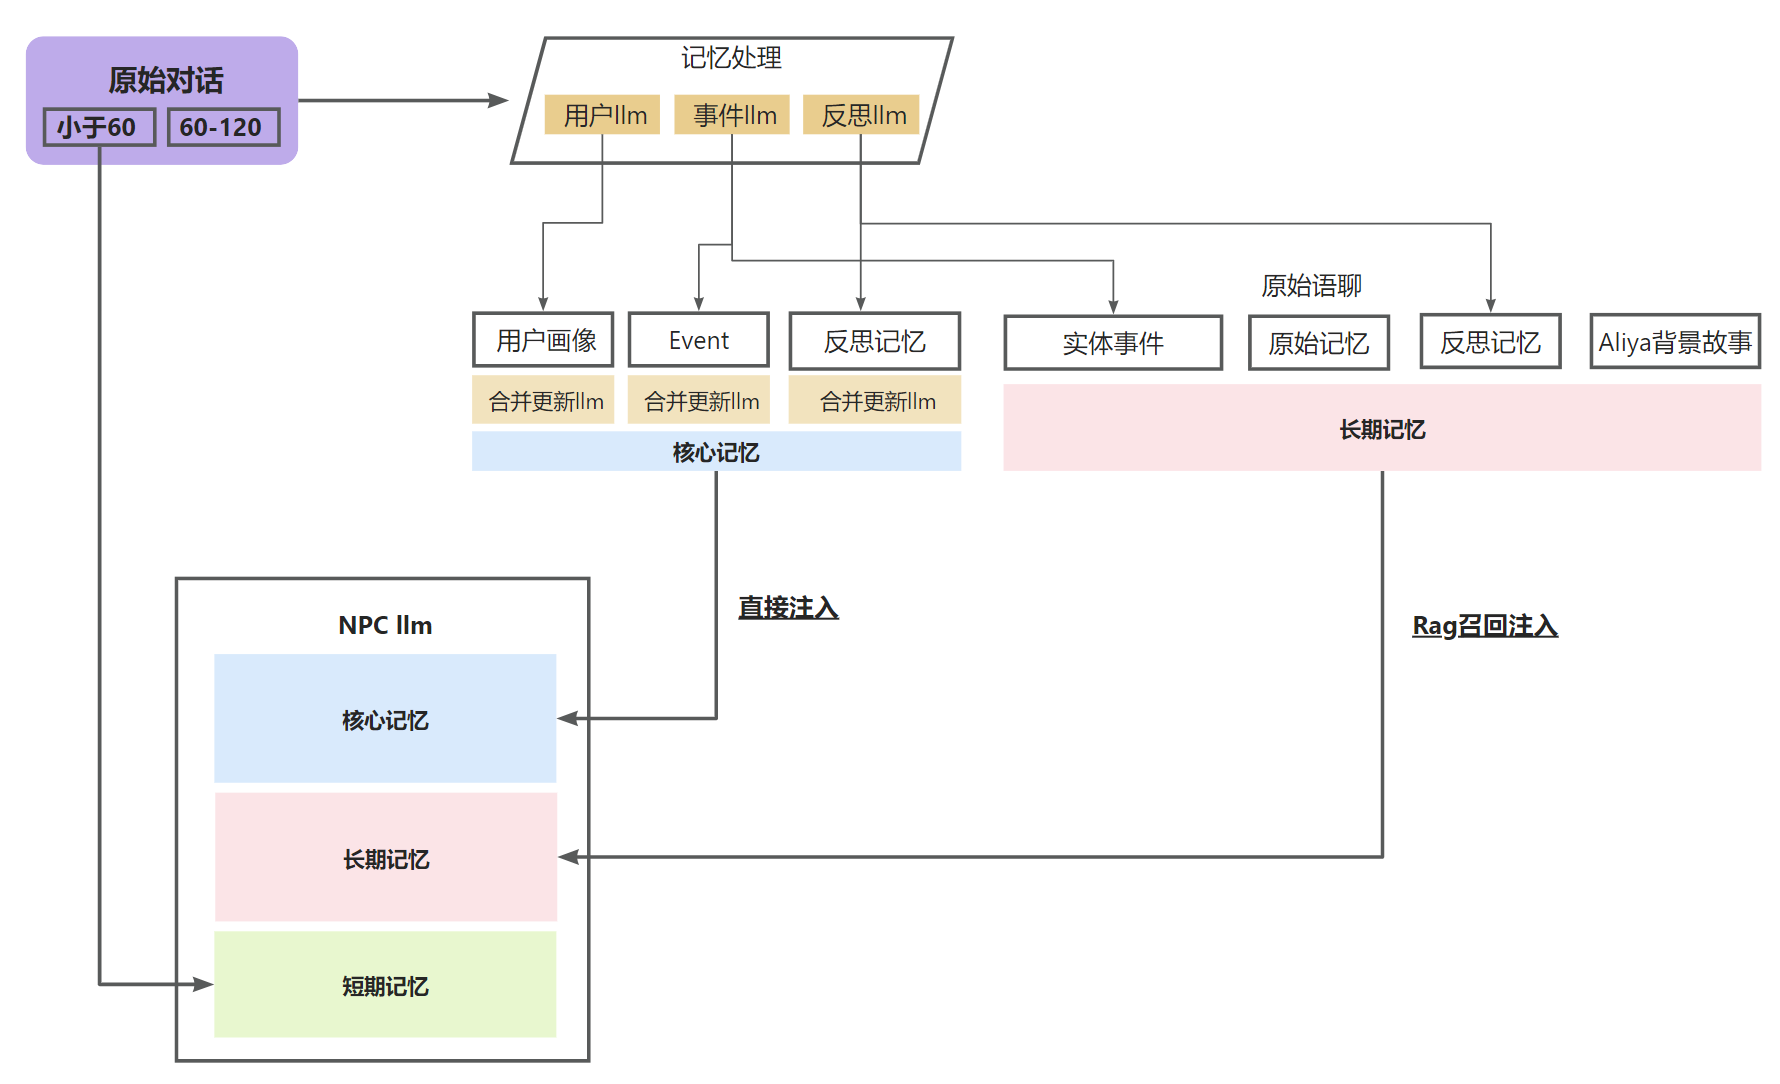 原始对话
小于60
60-120
记忆处理
用户llm
事件llm
反思llm
原始语聊
用户画像
Event
反思记忆
实体事件
原始记忆
反思记忆
Aliya背景故事
合并更新llm
合并更新llm
合并更新llm
核心记忆
长期记忆
直接注入
Rag召回注入
NPC llm
核心记忆
长期记忆
短期记忆